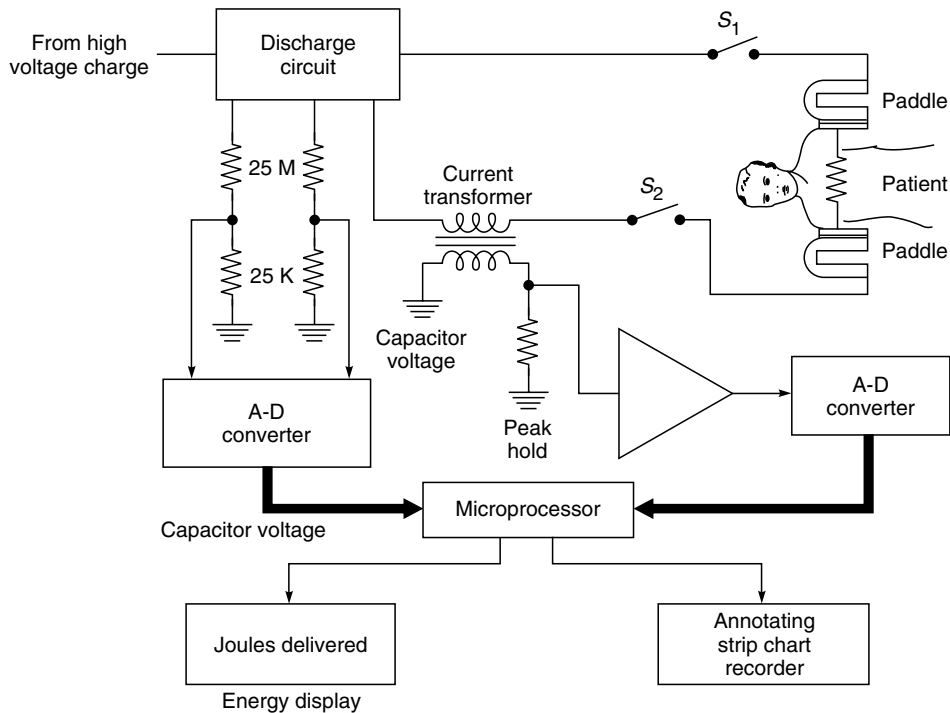 From high
voltage charge
Discharge
circuit
S1
Paddle
25 M
Current
transformer
S2
Patient
Paddle
25 K
Capacitor
voltage
A-D
converter
Peak
hold
A-D
converter
Microprocessor
Capacitor voltage
Joules delivered
Energy display
Annotating
strip chart
recorder